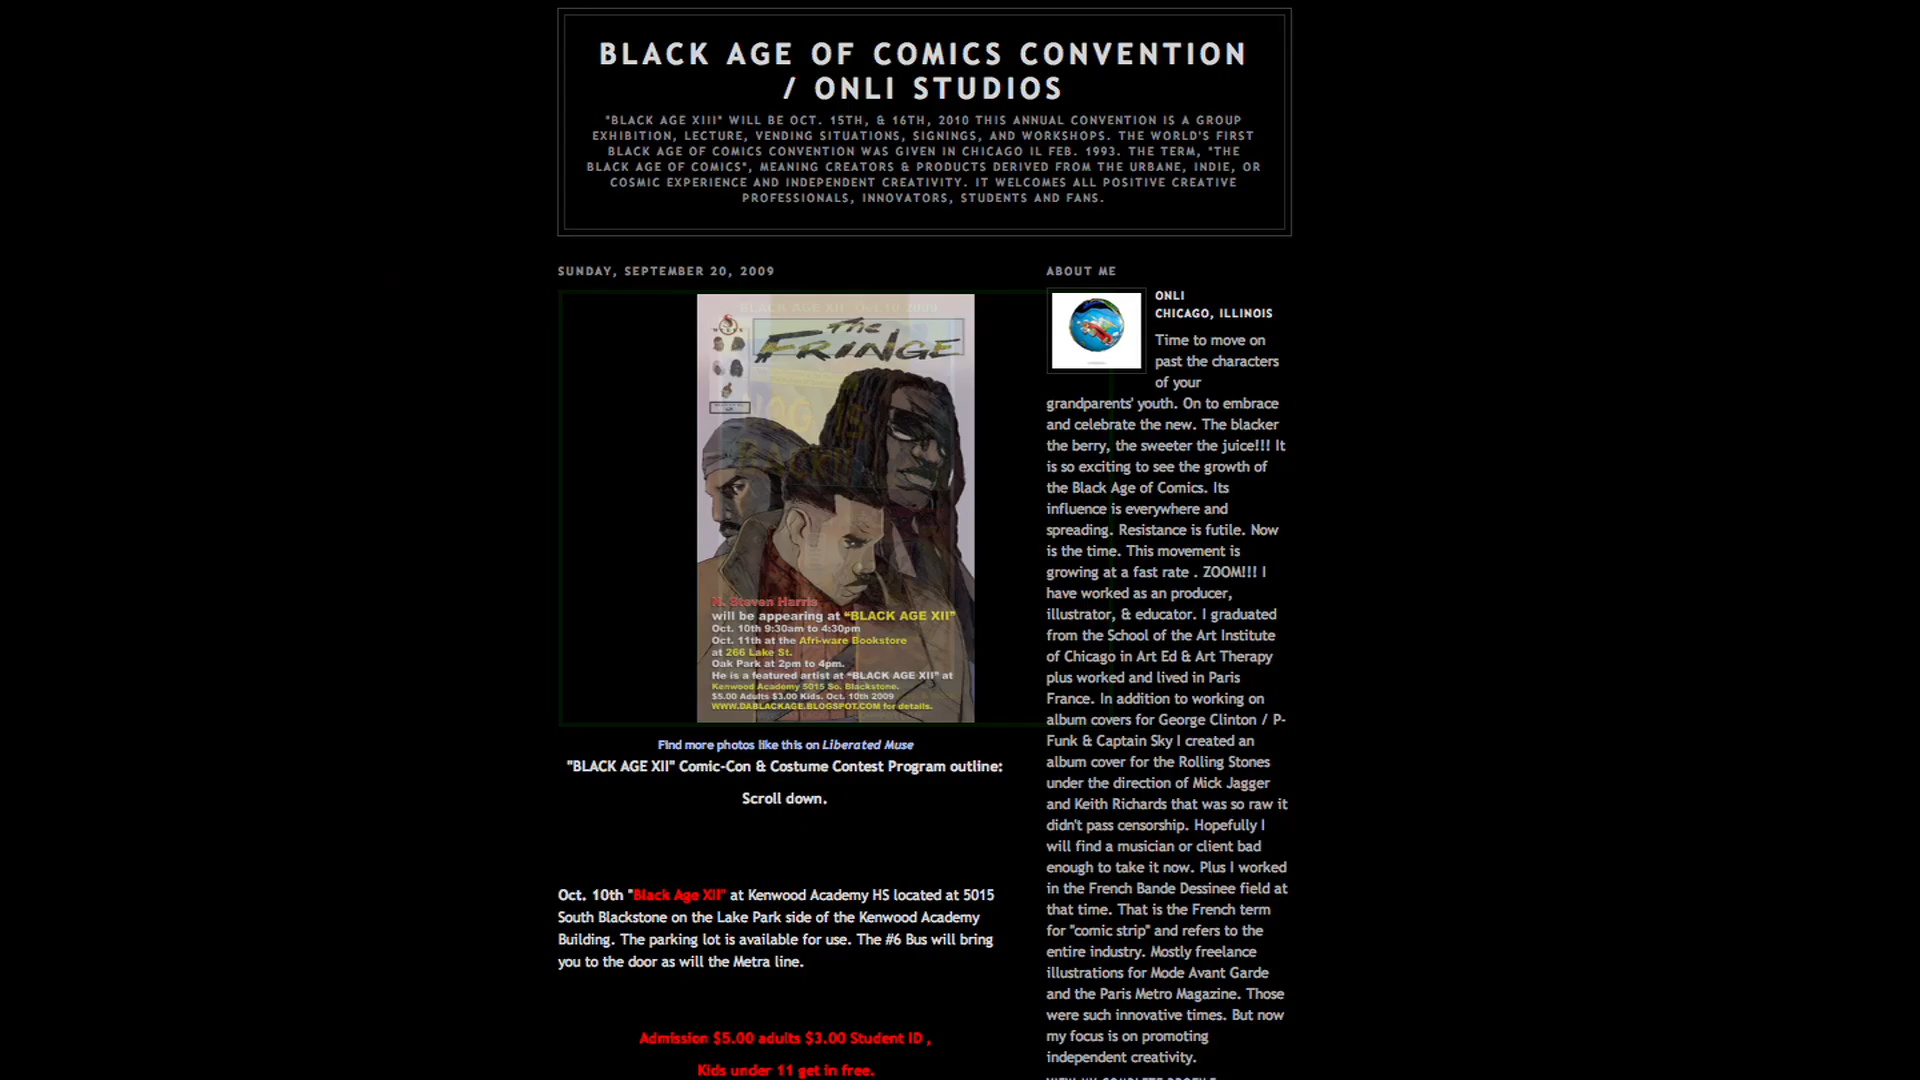 BLACK AGE OF COMICS CONVENTION
/ ONLI STUDIOS
"BLACK AGE XIII" WILL BE OCT. 15TH, & 16TH, 2010 THIS ANNUAL CONVENTION IS A GROUP
EXHIBITION, LECTURE, VENDING SITUATIONS, SIGNINGS, AND WORKSHOPS. THE WORLD'S FIRST
BLACK AGE OF COMICS CONVENTION WAS GIVEN IN CHICAGO IL FEB. 1993. THE TERM, "THE
BLACK AGE OF COMICS", MEANING CREATORS & PRODUCTS DERIVED FROM THE URBANE, INDIE, OR
COSMIC EXPERIENCE AND INDEPENDENT CREATIVITY. IT WELCOMES ALL POSITIVE CREATIVE
PROFESSIONALS, INNOVATORS, STUDENTS AND FANS.
SUNDAY, SEPTEMBER 20, 2009
BLACK AGE XII OCT 10 2009
The
FRINGE
N. Steven Harris
will be appearing at “BLACK AGE XII”
Oct. 10th 9:30am to 4:30pm
Oct. 11th at the Afri-ware Bookstore
at 266 Lake St.
Oak Park at 2pm to 4pm.
He is a featured artist at “BLACK AGE XII” at
Kenwood Academy 5015 So. Blackstone.
$5.00 Adults $3.00 Kids. Oct. 10th 2009
WWW.DABLACKAGE.BLOGSPOT.COM for details.
Find more photos like this on Liberated Muse
"BLACK AGE XII" Comic-Con & Costume Contest Program outline:
Scroll down.
Oct. 10th "Black Age XII" at Kenwood Academy HS located at 5015
South Blackstone on the Lake Park side of the Kenwood Academy
Building. The parking lot is available for use. The #6 Bus will bring
you to the door as will the Metra line.
Admission $5.00 adults $3.00 Student ID ,
Kids under 11 get in free.
ABOUT ME
ONLI
CHICAGO, ILLINOIS
Time to move on
past the characters
of your
grandparents' youth. On to embrace
and celebrate the new. The blacker
the berry, the sweeter the juice!!! It
is so exciting to see the growth of
the Black Age of Comics. Its
influence is everywhere and
spreading. Resistance is futile. Now
is the time. This movement is
growing at a fast rate . ZOOM!!! I
have worked as an producer,
illustrator, & educator. I graduated
from the School of the Art Institute
of Chicago in Art Ed & Art Therapy
plus worked and lived in Paris
France. In addition to working on
album covers for George Clinton / P-
Funk & Captain Sky I created an
album cover for the Rolling Stones
under the direction of Mick Jagger
and Keith Richards that was so raw it
didn't pass censorship. Hopefully I
will find a musician or client bad
enough to take it now. Plus I worked
in the French Bande Dessinee field at
that time. That is the French term
for "comic strip" and refers to the
entire industry. Mostly freelance
illustrations for Mode Avant Garde
and the Paris Metro Magazine. Those
were such innovative times. But now
my focus is on promoting
independent creativity.
VIEW MY COMPLETE PROFILE